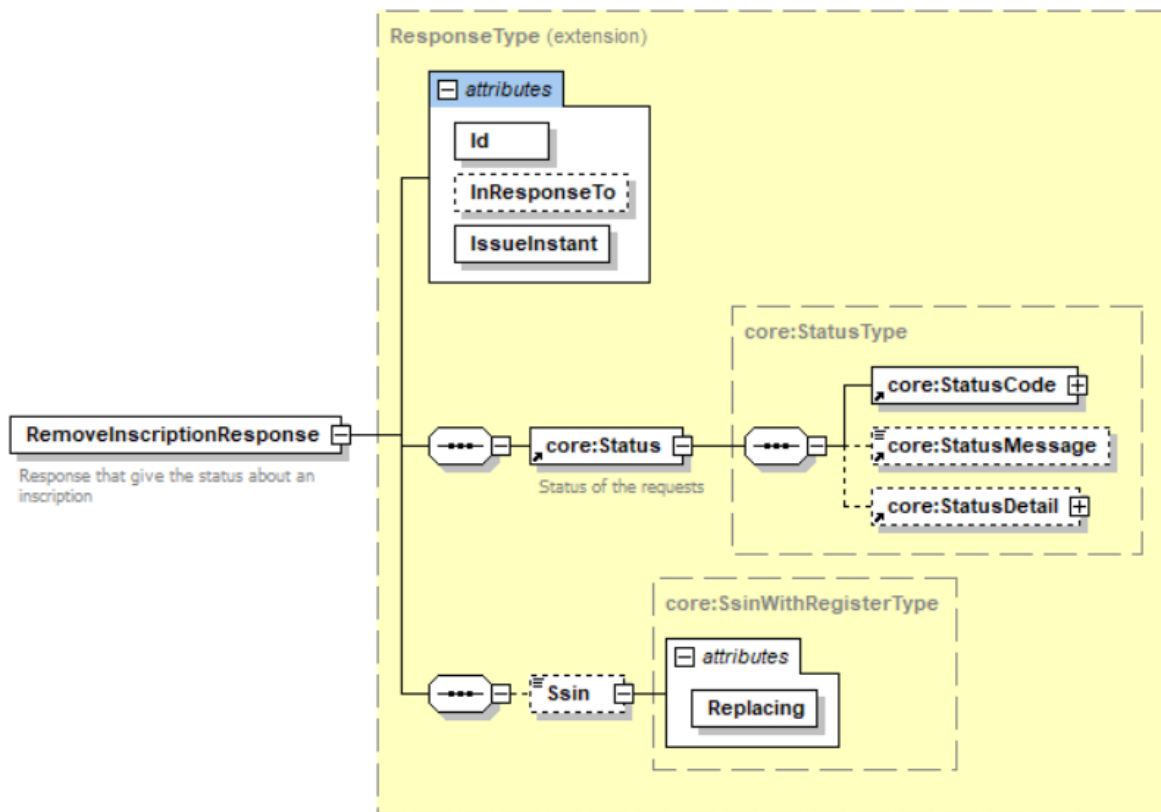 ResponseType (extension)
attributes
Id
InResponseTo
IssueInstant
core:StatusType
core:StatusCode
RemoveInscriptionResponse
core:Status
core:StatusMessage
Response that give the status about an
inscription
Status of the requests
core:StatusDetail
core:SsinWithRegisterType
attributes
Ssin
Replacing